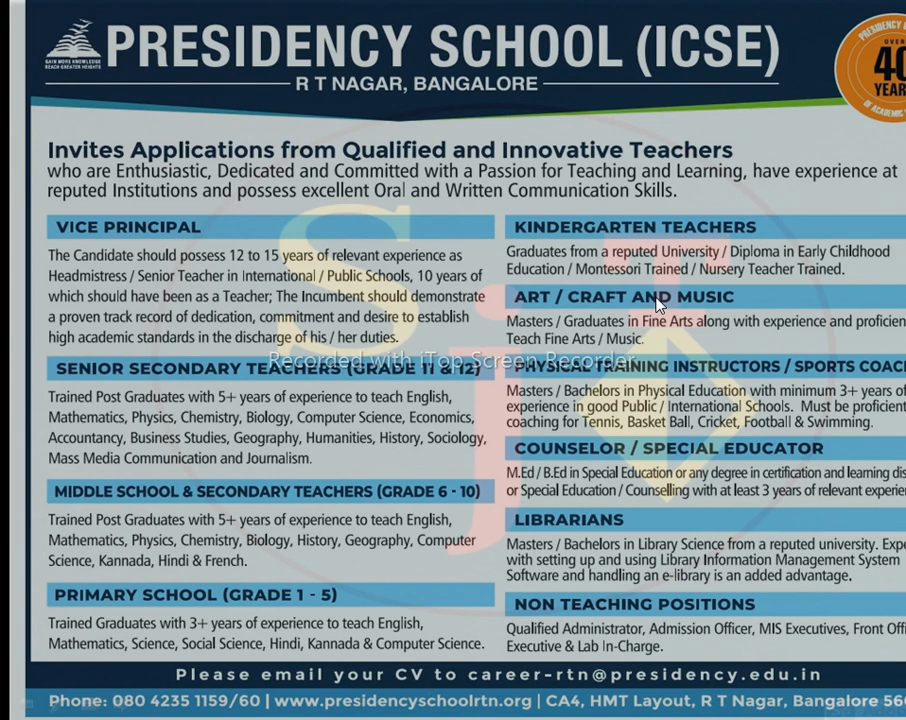 PRESIDENCY SCHOOL (ICSE)
GAIN MORE KNOWLEDGE
REACH GREATER HEIGHTS
R T NAGAR, BANGALORE
OVER
40
YEAR
OF ACADEMIC
Invites Applications from Qualified and Innovative Teachers
who are Enthusiastic, Dedicated and Committed with a Passion for Teaching and Learning, have experience at
reputed Institutions and possess excellent Oral and Written Communication Skills.
VICE PRINCIPAL
The Candidate should possess 12 to 15 years of relevant experience as
Headmistress / Senior Teacher in International / Public Schools, 10 years of
which should have been as a Teacher; The Incumbent should demonstrate
a proven track record of dedication, commitment and desire to establish
high academic standards in the discharge of his / her duties.
Recorded with iTop Screen Recorder
SENIOR SECONDARY TEACHERS (GRADE 11 & 12)
Trained Post Graduates with 5+ years of experience to teach English,
Mathematics, Physics, Chemistry, Biology, Computer Science, Economics,
Accountancy, Business Studies, Geography, Humanities, History, Sociology,
Mass Media Communication and Journalism.
MIDDLE SCHOOL & SECONDARY TEACHERS (GRADE 6 - 10)
Trained Post Graduates with 5+ years of experience to teach English,
Mathematics, Physics, Chemistry, Biology, History, Geography, Computer
Science, Kannada, Hindi & French.
PRIMARY SCHOOL (GRADE 1 - 5)
Trained Graduates with 3+ years of experience to teach English,
Mathematics, Science, Social Science, Hindi, Kannada & Computer Science.
KINDERGARTEN TEACHERS
Graduates from a reputed University / Diploma in Early Childhood
Education / Montessori Trained / Nursery Teacher Trained.
ART / CRAFT AND MUSIC
Masters / Graduates in Fine Arts along with experience and proficien
Teach Fine Arts / Music.
PHYSICAL TRAINING INSTRUCTORS / SPORTS COAC
Masters / Bachelors in Physical Education with minimum 3+ years of
experience in good Public / International Schools. Must be proficient
coaching for Tennis, Basket Ball, Cricket, Football & Swimming.
COUNSELOR / SPECIAL EDUCATOR
M.Ed / B.Ed in Special Education or any degree in certification and learning dis
or Special Education / Counselling with at least 3 years of relevant experie
LIBRARIANS
Masters / Bachelors in Library Science from a reputed university. Expe
with setting up and using Library Information Management System
Software and handling an e-library is an added advantage.
NON TEACHING POSITIONS
Qualified Administrator, Admission Officer, MIS Executives, Front Offi
Executive & Lab In-Charge.
Please email your CV to career-rtn@presidency.edu.in
Phone: 080 4235 1159/60 | www.presidencyschoolrtn.org | CA4, HMT Layout, R T Nagar, Bangalore 56